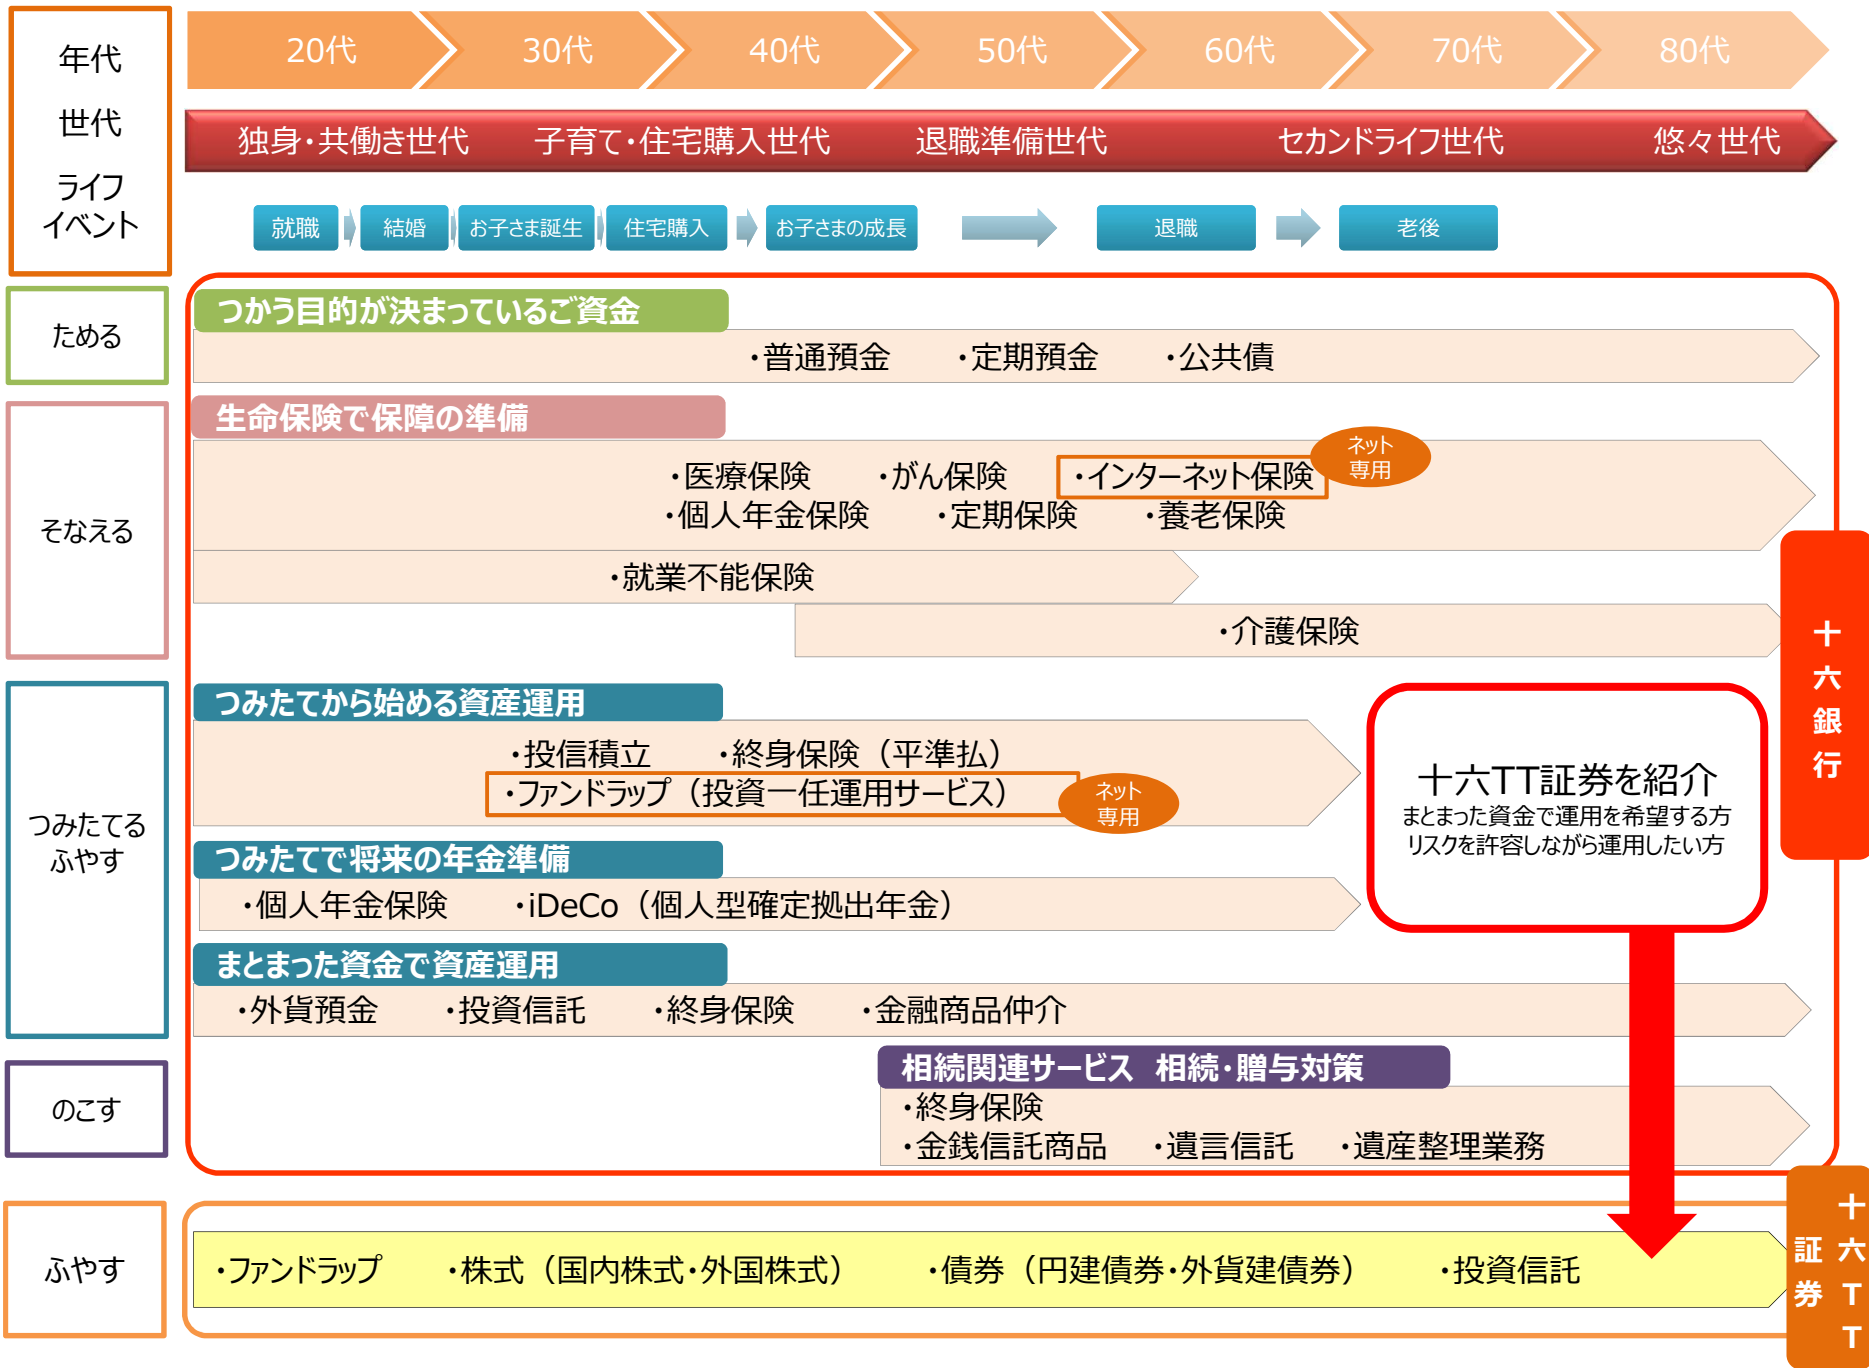 年代
世代
ライフ
イベント
20代 30代 40代 50代 60代 70代 80代
独身・共働き世代 子育て・住宅購入世代 退職準備世代 セカンドライフ世代 悠々世代
就職 結婚 お子さま誕生 住宅購入 お子さまの成長 退職 老後
ためる
つかう目的が決まっているご資金
・普通預金 ・定期預金 ・公共債
そなえる
生命保険で保障の準備
・医療保険 ・がん保険 ・インターネット保険
ネット
専用
・個人年金保険 ・定期保険 ・養老保険
・就業不能保険
・介護保険
つみたてる
ふやす
つみたてから始める資産運用
・投信積立 ・終身保険（平準払）
・ファンドラップ（投資一任運用サービス）
ネット
専用
つみたてで将来の年金準備
・個人年金保険 ・iDeCo（個人型確定拠出年金）
まとまった資金で資産運用
・外貨預金 ・投資信託 ・終身保険 ・金融商品仲介
十六TT証券を紹介
まとまった資金で運用を希望する方
リスクを許容しながら運用したい方
のこす
相続関連サービス 相続・贈与対策
・終身保険
・金銭信託商品 ・遺言信託 ・遺産整理業務
十六銀行
ふやす
・ファンドラップ ・株式（国内株式・外国株式） ・債券（円建債券・外貨建債券） ・投資信託
十六TT
証券